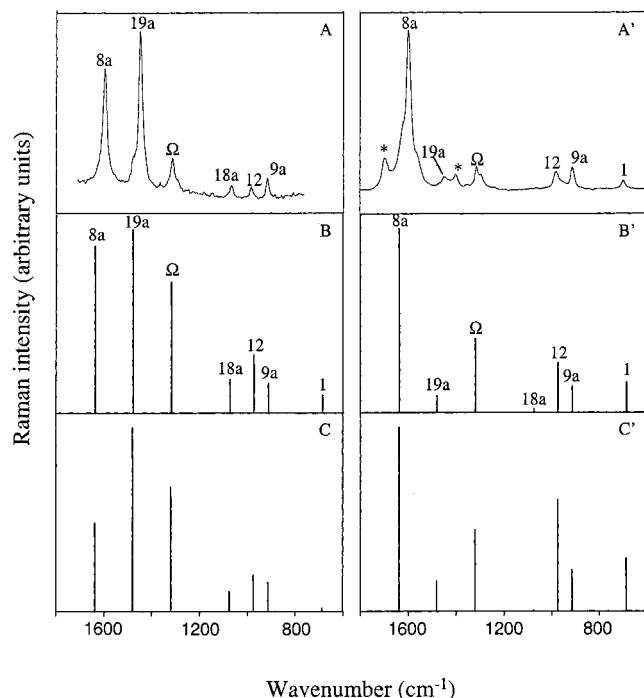 Raman intensity (arbitrary units)
A
8a
19a
Ω
18a
12
9a
A'
*
8a
19a
*
Ω
12
9a
1
B
8a
19a
Ω
18a
12
9a
1
B'
8a
19a
Ω
18a
12
9a
1
C
C'
1600 1200 800
1600 1200 800
Wavenumber (cm⁻¹)